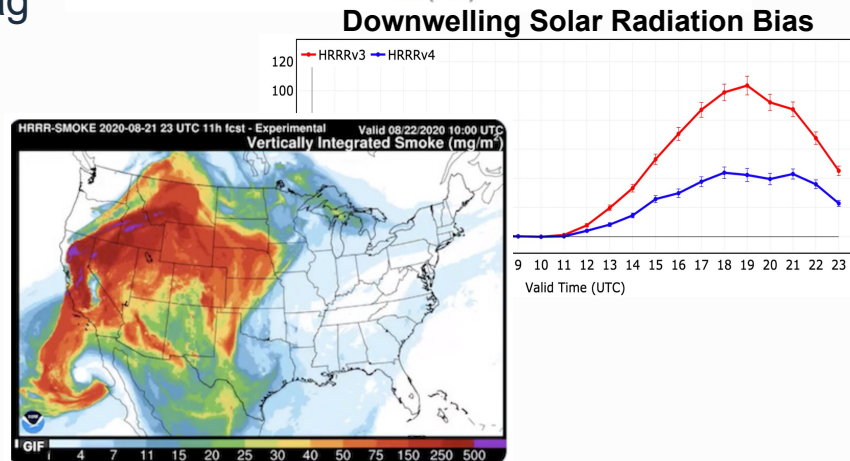 ag
Downwelling Solar Radiation Bias
HRRRv3 HRRRv4
120
100
HRRR-SMOKE 2020-08-21 23 UTC 11h fcst - Experimental Valid 08/22/2020 10:00 UTC
Vertically Integrated Smoke (mg/m²)
9 10 11 12 13 14 15 16 17 18 19 20 21 22 23
Valid Time (UTC)
GIF
4 7 11 15 20 25 30 40 50 75 150 250 500